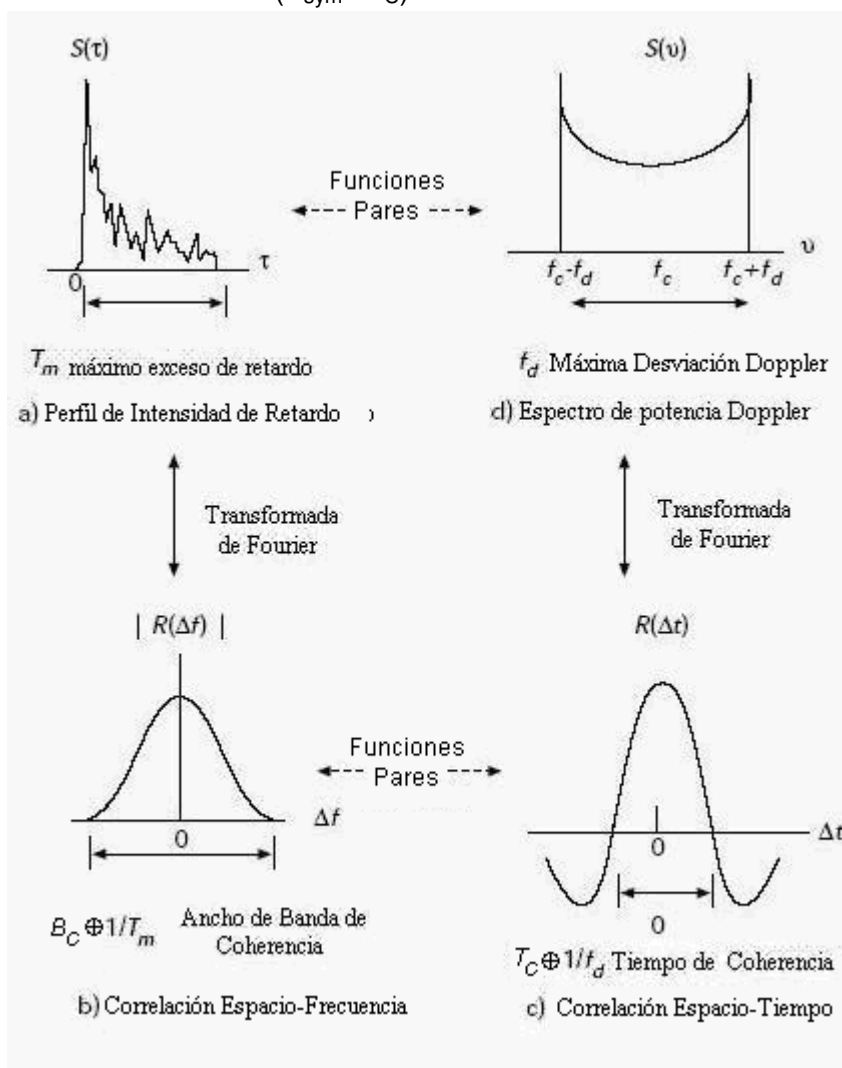 S(τ)
S(υ)
Funciones
Pares
τ
0
υ
f_c-f_d
f_c
f_c+f_d
T_m máximo exceso de retardo
f_d Máxima Desviación Doppler
a) Perfil de Intensidad de Retardo
d) Espectro de potencia Doppler
Transformada
de Fourier
Transformada
de Fourier
| R(Δf) |
R(Δt)
Funciones
Pares
Δf
0
Δt
0
0
B_C ⊕ 1/T_m Ancho de Banda de
Coherencia
T_C ⊕ 1/f_d Tiempo de Coherencia
b) Correlación Espacio-Frecuencia
c) Correlación Espacio-Tiempo